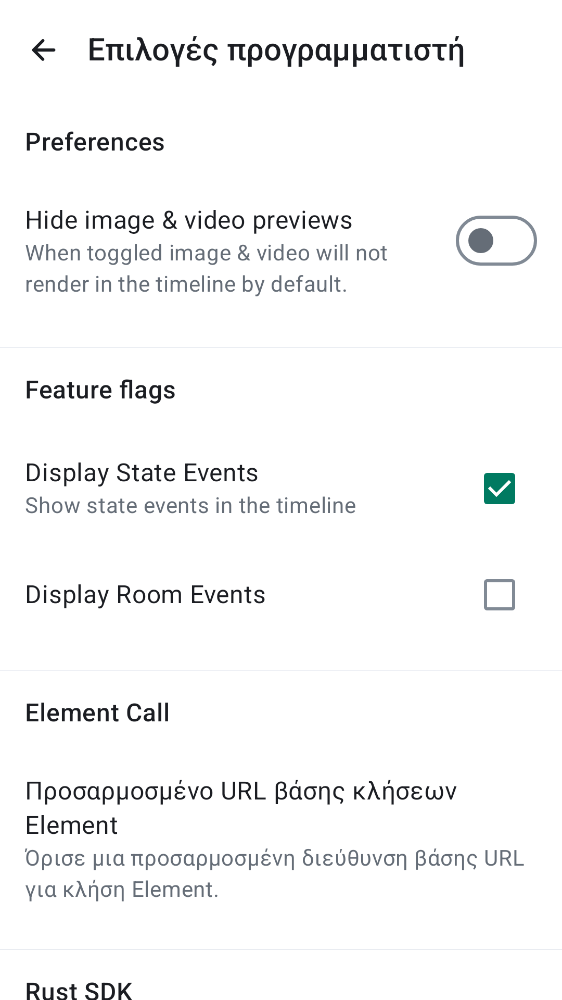 Επιλογές προγραμματιστή
Preferences
Hide image & video previews
When toggled image & video will not
render in the timeline by default.
Feature flags
Display State Events
Show state events in the timeline
Display Room Events
Element Call
Προσαρμοσμένο URL βάσης κλήσεων
Element
Όρισε μια προσαρμοσμένη διεύθυνση βάσης URL
για κλήση Element.
Rust SDK